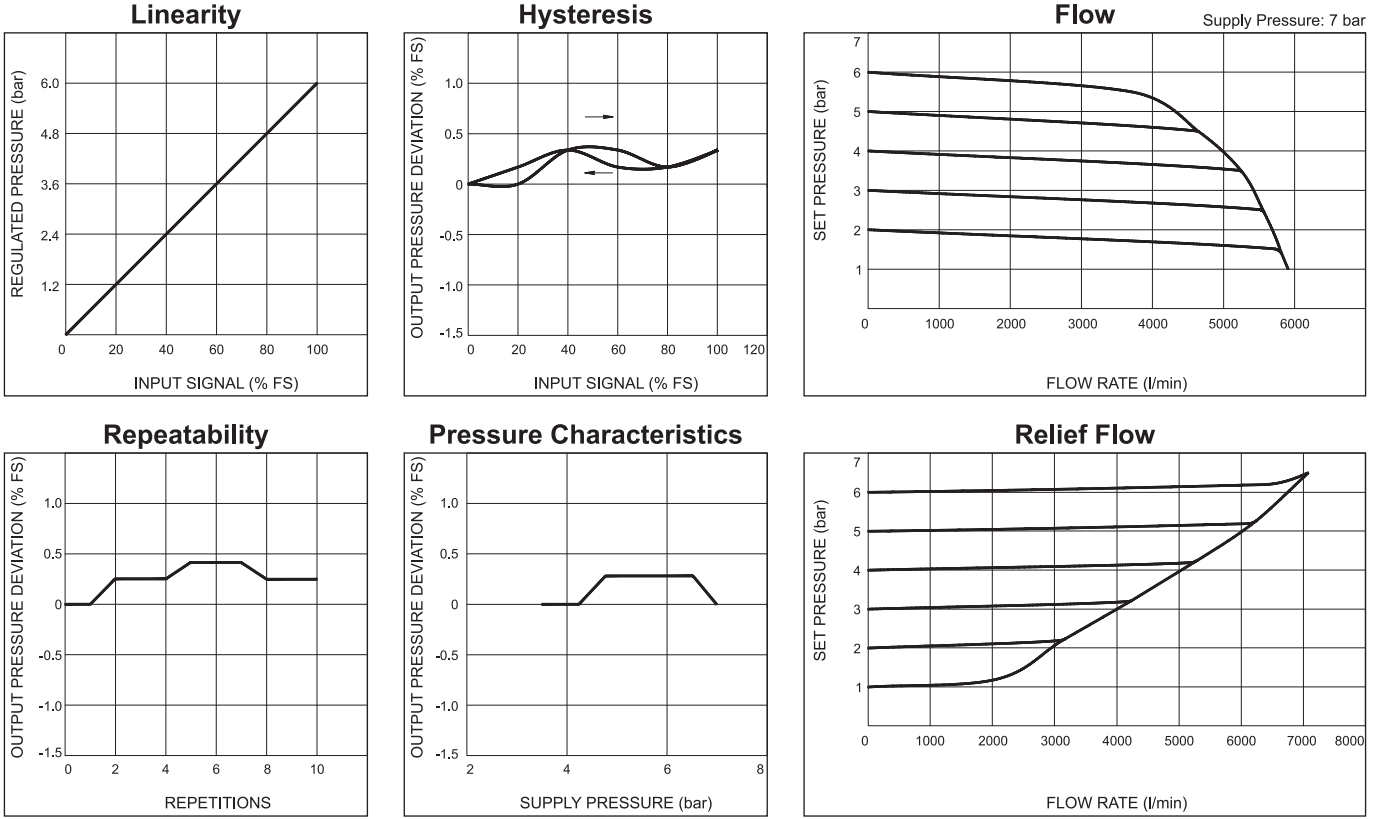 Linearity
REGULATED PRESSURE (bar)
6.0
4.8
3.6
2.4
1.2
0 20 40 60 80 100
INPUT SIGNAL (% FS)
Hysteresis
OUTPUT PRESSURE DEVIATION (% FS)
1.0
0.5
0
-0.5
-1.0
-1.5
0 20 40 60 80 100 120
INPUT SIGNAL (% FS)
Flow
Supply Pressure: 7 bar
SET PRESSURE (bar)
7
6
5
4
3
2
1
0 1000 2000 3000 4000 5000 6000
FLOW RATE (l/min)
Repeatability
OUTPUT PRESSURE DEVIATION (% FS)
1.0
0.5
0
-0.5
-1.0
-1.5
0 2 4 6 8 10
REPETITIONS
Pressure Characteristics
OUTPUT PRESSURE DEVIATION (% FS)
1.0
0.5
0
-0.5
-1.0
-1.5
2 4 6 8
SUPPLY PRESSURE (bar)
Relief Flow
SET PRESSURE (bar)
7
6
5
4
3
2
1
0 1000 2000 3000 4000 5000 6000 7000 8000
FLOW RATE (l/min)